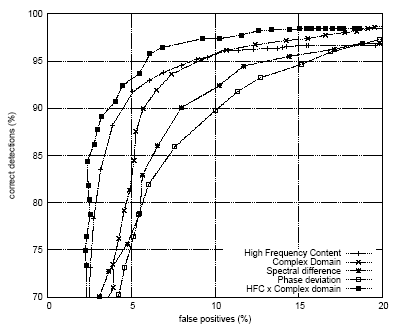 100
95
90
85
80
75
70
0
5
10
15
20
correct detections (%)
false positives (%)
High Frequency Content
Complex Domain
Spectral difference
Phase deviation
HFC x Complex domain